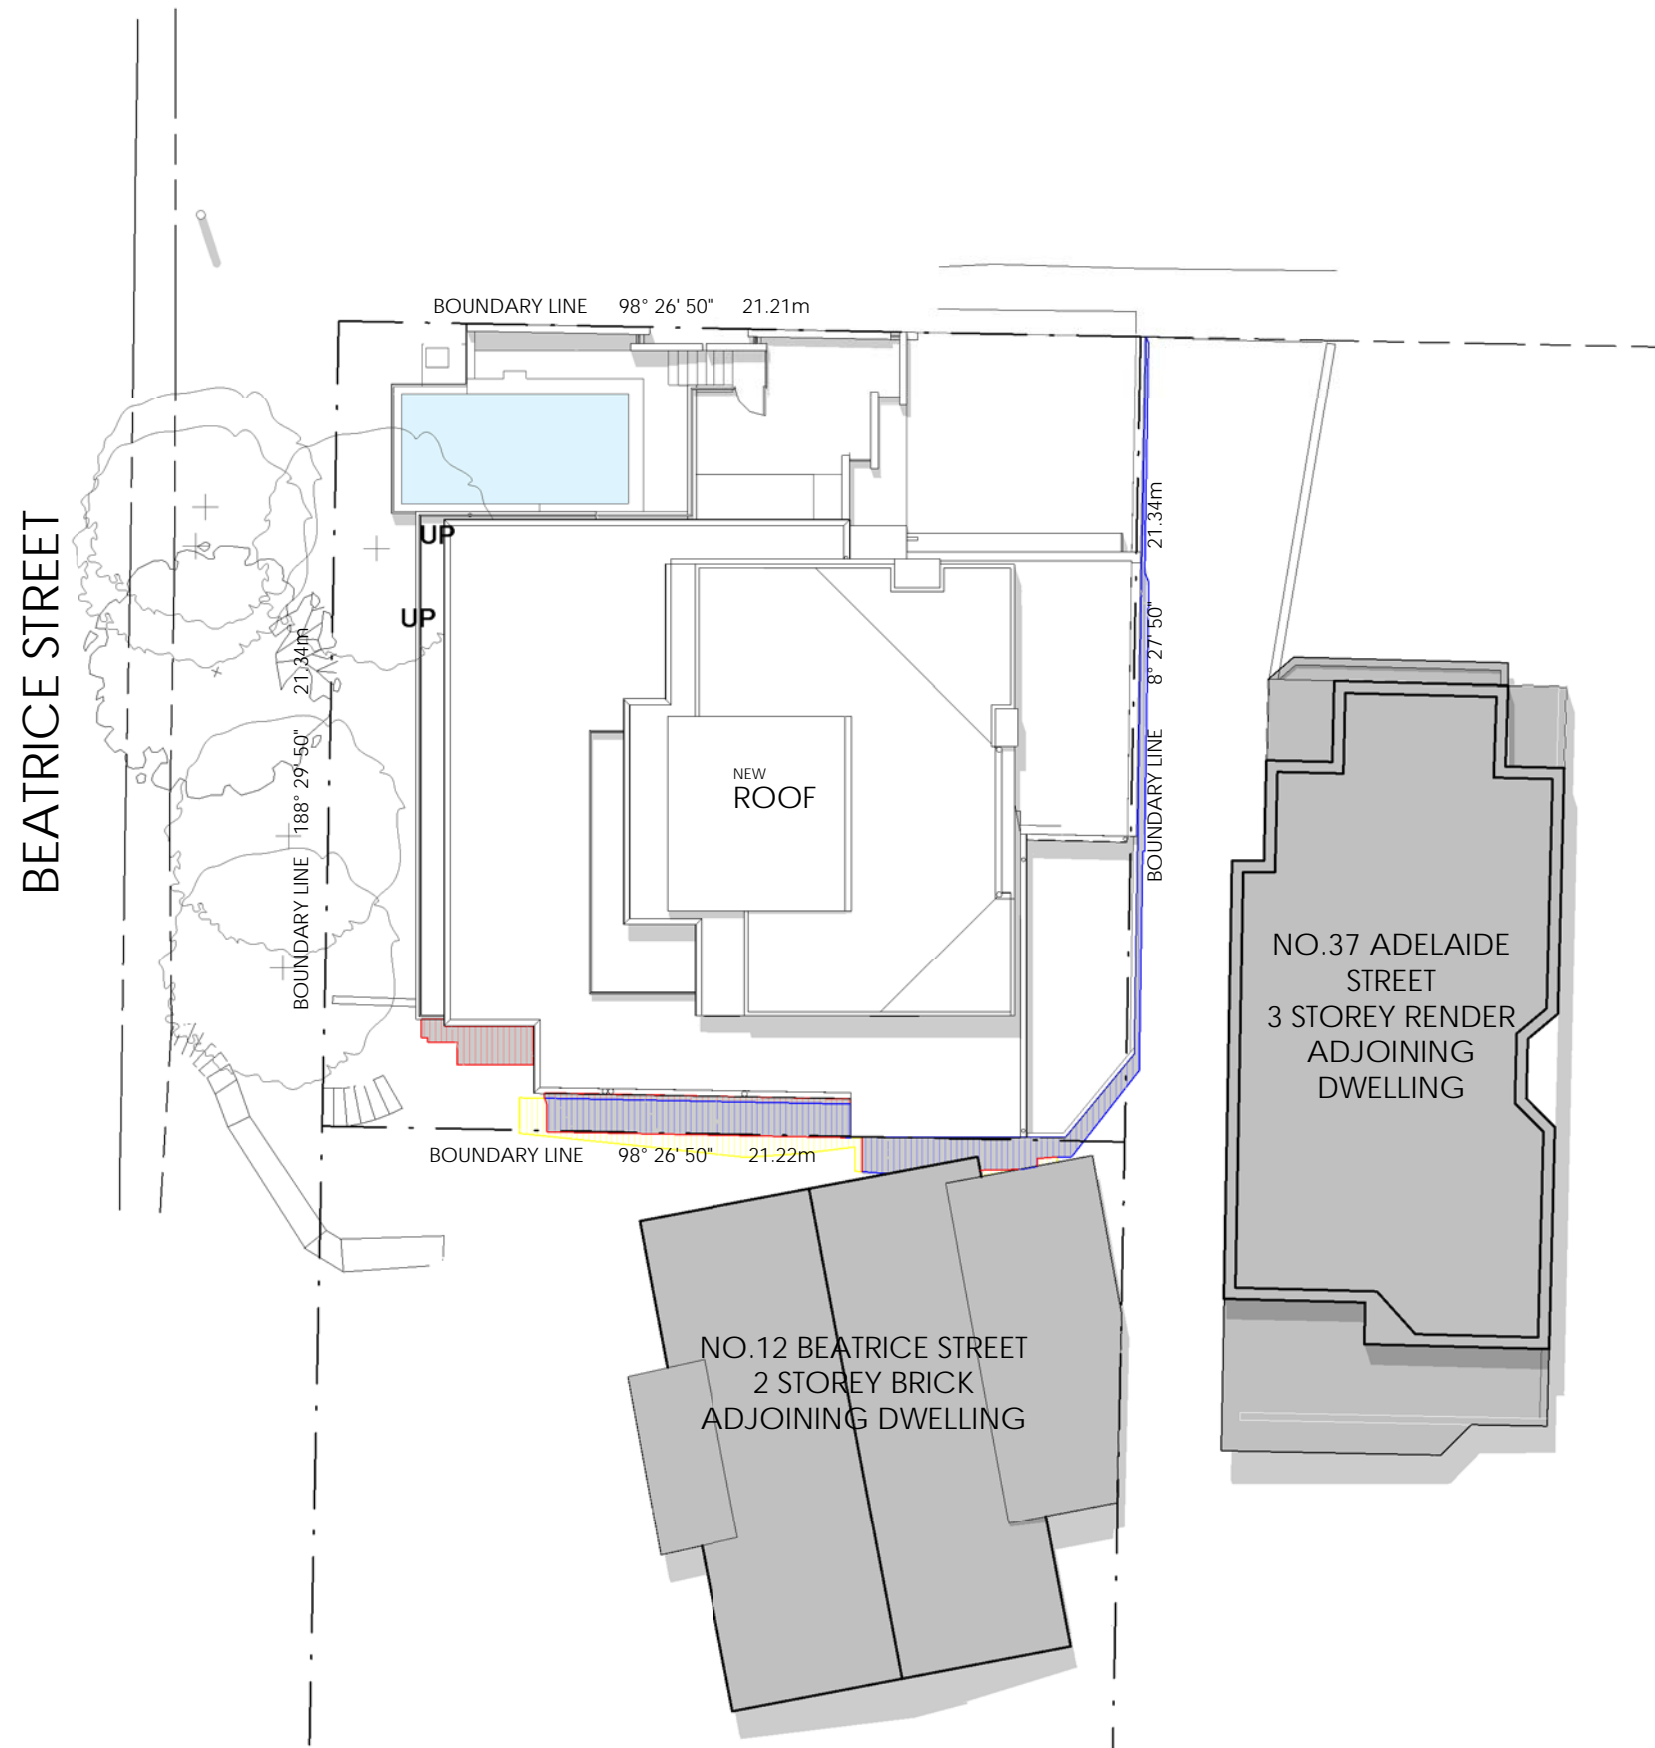 BOUNDARY LINE 98° 26' 50" 21.21m
BEATRICE STREET
UP
UP
BOUNDARY LINE 188° 29' 50" 21.34m
BOUNDARY LINE 8° 27' 50" 21.34m
NEW
ROOF
NO.37 ADELAIDE
STREET
3 STOREY RENDER
ADJOINING
DWELLING
BOUNDARY LINE 98° 26' 50" 21.22m
NO.12 BEATRICE STREET
2 STOREY BRICK
ADJOINING DWELLING